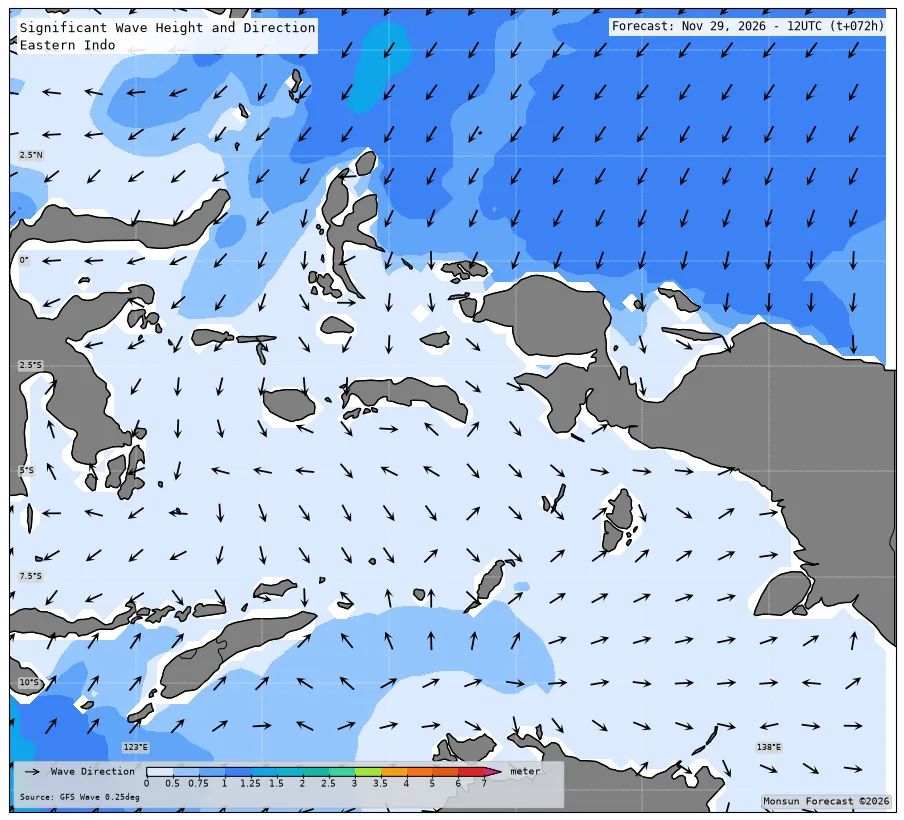 Significant Wave Height and Direction
Eastern Indo
Forecast: Nov 29, 2026 - 12UTC (t+072h)
2.5°N
0°
2.5°S
5°S
7.5°S
10°S
123°E
138°E
Wave Direction
meter
0 0.5 0.75 1 1.25 1.5 2 2.5 3 3.5 4 5 6 7
Source: GFS Wave 0.25deg
Monsun Forecast ©2026